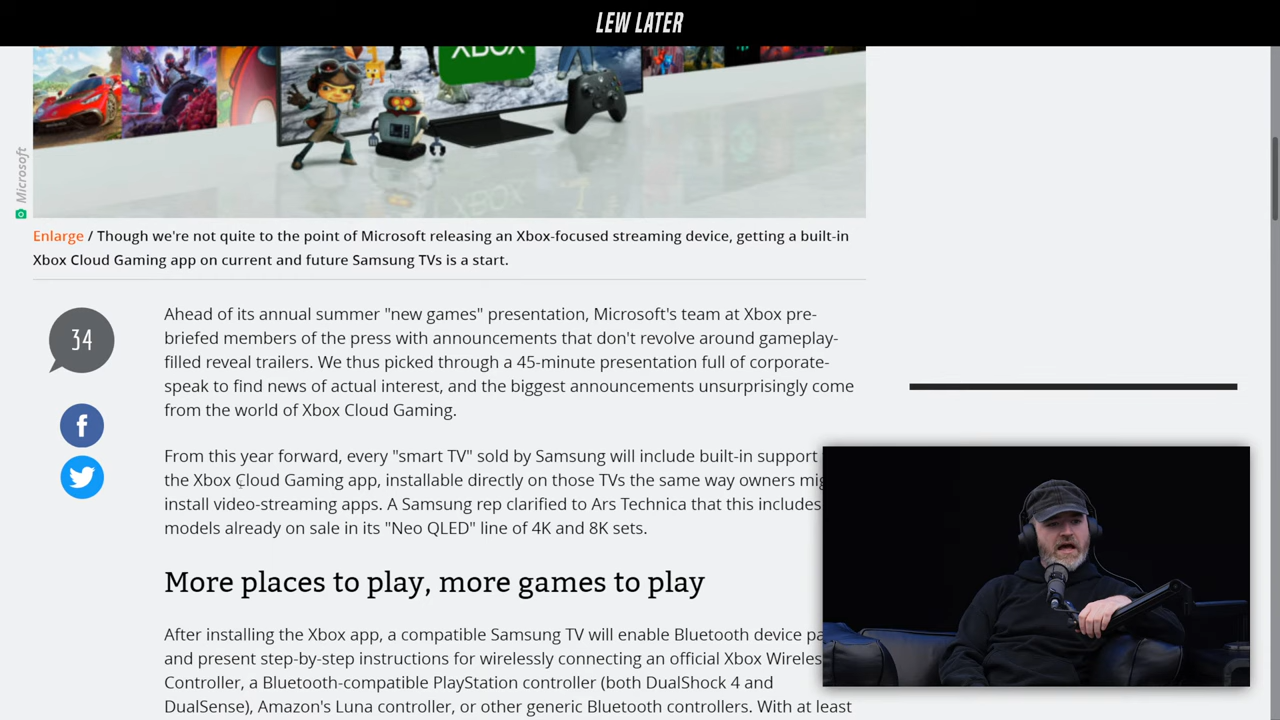 LEW LATER
XBOX
XBOX
Microsoft
Enlarge / Though we're not quite to the point of Microsoft releasing an Xbox-focused streaming device, getting a built-in
Xbox Cloud Gaming app on current and future Samsung TVs is a start.
34
Ahead of its annual summer "new games" presentation, Microsoft's team at Xbox pre-
briefed members of the press with announcements that don't revolve around gameplay-
filled reveal trailers. We thus picked through a 45-minute presentation full of corporate-
speak to find news of actual interest, and the biggest announcements unsurprisingly come
from the world of Xbox Cloud Gaming.
From this year forward, every "smart TV" sold by Samsung will include built-in support
the Xbox Cloud Gaming app, installable directly on those TVs the same way owners mig
install video-streaming apps. A Samsung rep clarified to Ars Technica that this includes
models already on sale in its "Neo QLED" line of 4K and 8K sets.
More places to play, more games to play
After installing the Xbox app, a compatible Samsung TV will enable Bluetooth device pa
and present step-by-step instructions for wirelessly connecting an official Xbox Wireles
Controller, a Bluetooth-compatible PlayStation controller (both DualShock 4 and
DualSense), Amazon's Luna controller, or other generic Bluetooth controllers. With at least